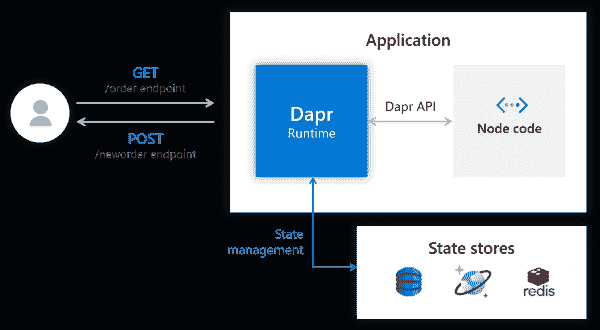 Application
GET
/order endpoint
POST
/neworder endpoint
Dapr
Runtime
Dapr API
Node code
State
management
State stores
redis